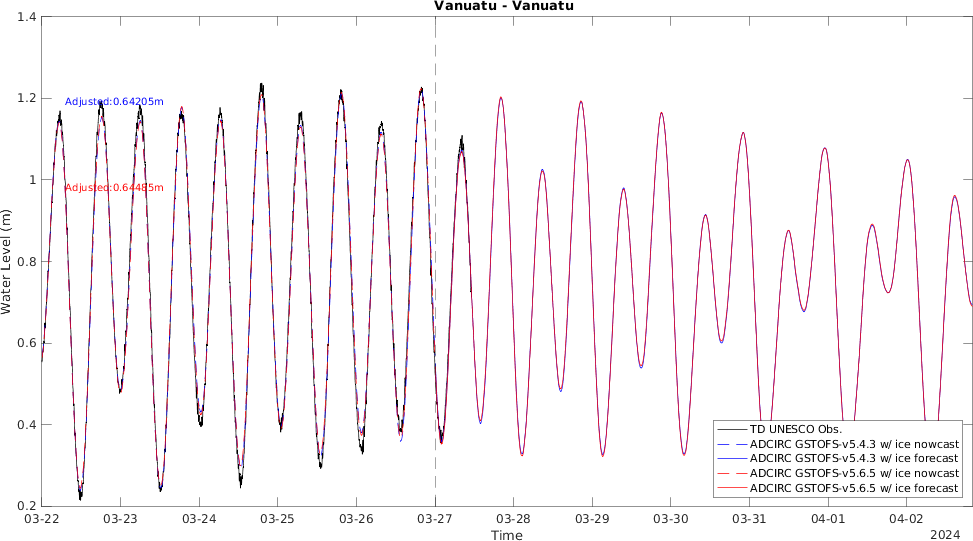 Vanuatu - Vanuatu
1.4
1.2
1
0.8
0.6
0.4
0.2
Water Level (m)
Adjusted:0.64205m
Adjusted:0.64485m
TD UNESCO Obs.
ADCIRC GSTOFS-v5.4.3 w/ ice nowcast
ADCIRC GSTOFS-v5.4.3 w/ ice forecast
ADCIRC GSTOFS-v5.6.5 w/ ice nowcast
ADCIRC GSTOFS-v5.6.5 w/ ice forecast
03-22 03-23 03-24 03-25 03-26 03-27 03-28 03-29 03-30 03-31 04-01 04-02
Time
2024